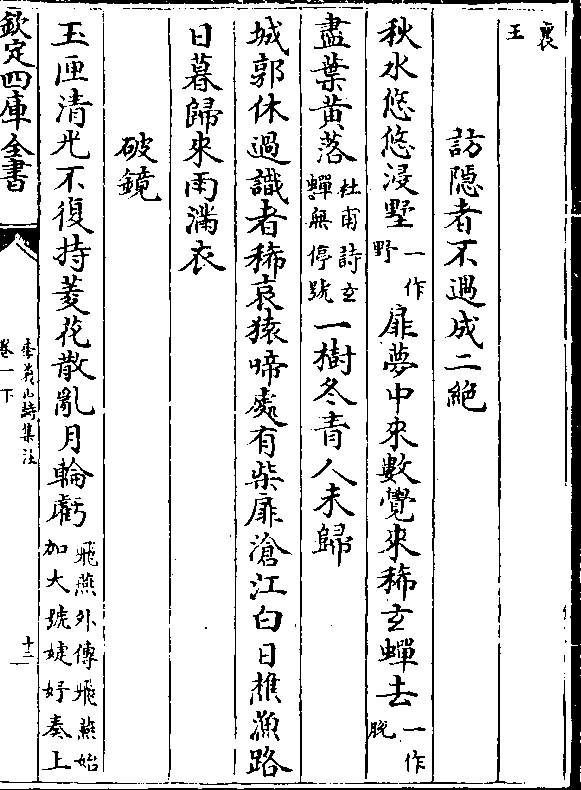 襄王
訪隠者不遇成二絶
秋水悠悠浸墅一作野扉夢中來數覺來稀玄蟬去一作脫
盡葉黄落杜甫詩玄蟬無停號一樹冬青人未歸
城郭休過識者稀哀猿啼處有柴扉滄江白日樵漁路
日暮歸來雨滿衣
破鏡
玉匣清光不復持菱花散亂月輪虧飛燕外傳飛燕始加大號婕妤奏上
欽定四庫全書
李義山詩集注
卷一下
十二